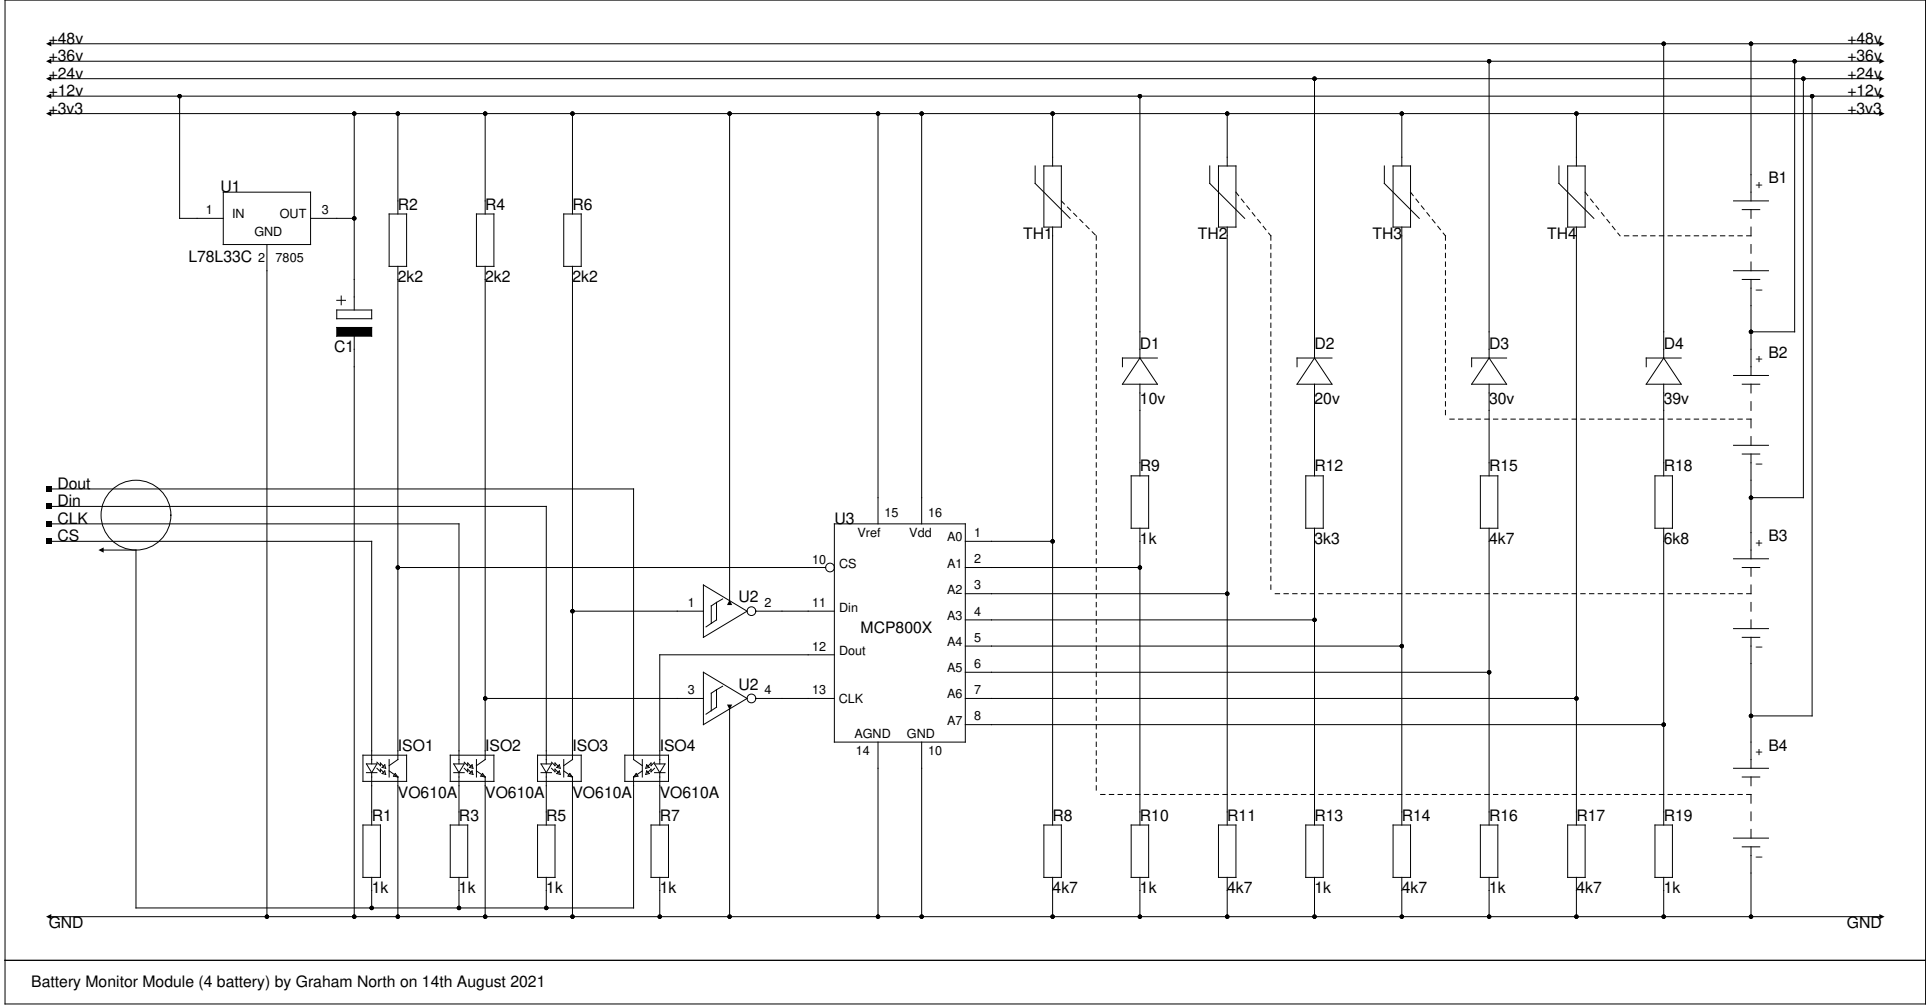 +48v +48v
+36v +36v
+24v +24v
+12v +12v
+3v3 +3v3
U1
1 IN OUT 3
GND
L78L33C 2 7805
+
C1
R2
2k2
R4
2k2
R6
2k2
TH1
TH2
TH3
TH4
+ B1
−
D1
10v
D2
20v
D3
30v
D4
39v
+ B2
−
R9
1k
R12
3k3
R15
4k7
R18
6k8
+ B3
−
+ B4
−
Dout
Din
CLK
CS
U3
15 16
Vref Vdd
10 CS
11 Din
12 Dout
13 CLK
MCP800X
A0 1
A1 2
A2 3
A3 4
A4 5
A5 6
A6 7
A7 8
AGND GND
14 10
1 U2 2
3 U2 4
ISO1
VO610A
ISO2
VO610A
ISO3
VO610A
ISO4
VO610A
R1
1k
R3
1k
R5
1k
R7
1k
R8
4k7
R10
1k
R11
4k7
R13
1k
R14
4k7
R16
1k
R17
4k7
R19
1k
GND GND
Battery Monitor Module (4 battery) by Graham North on 14th August 2021